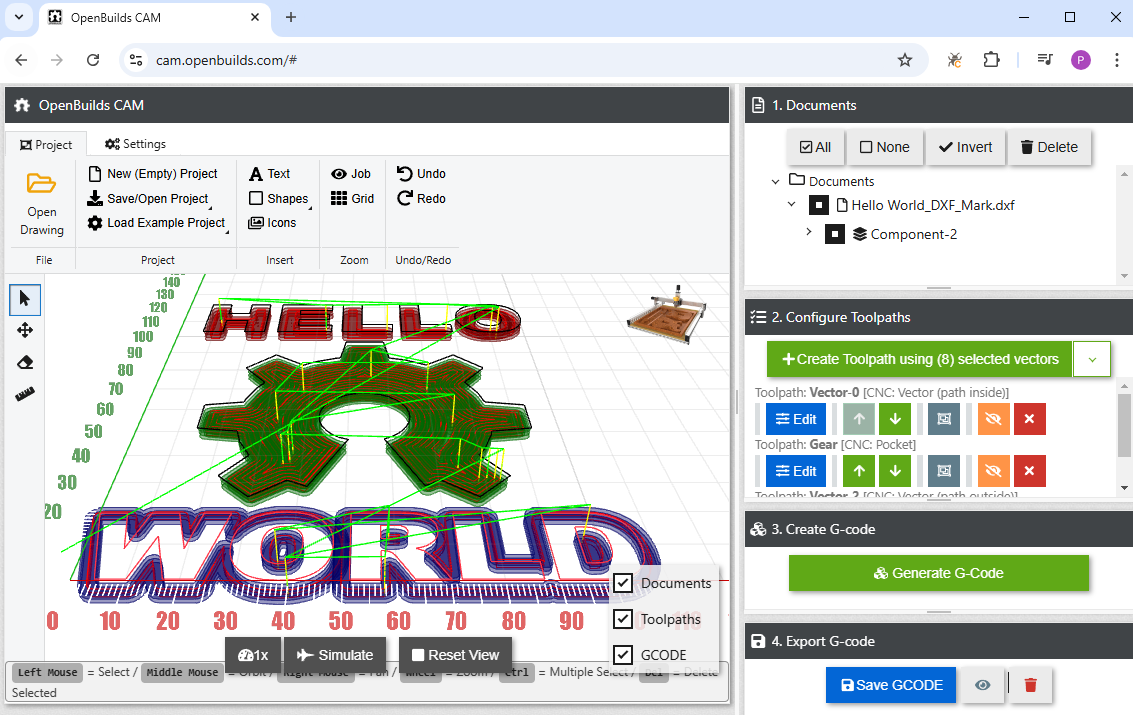 OpenBuilds CAM
cam.openbuilds.com/#
P
OpenBuilds CAM
Project
Settings
Open Drawing
File
New (Empty) Project
Save/Open Project
Load Example Project
Project
Text
Shapes
Icons
Insert
Job
Grid
Zoom
Undo
Redo
Undo/Redo
140
130
120
110
100
90
80
70
60
50
40
30
20
HELLO
WORLD
0 10 20 30 40 50 60 70 80 90
Documents
Toolpaths
GCODE
1x
Simulate
Reset View
Left Mouse = Select / Middle Mouse = Orbit / Right Mouse = Pan / Wheel = Zoom / Ctrl = Multiple Select / Del = Delete
Selected
1. Documents
All None Invert Delete
Documents
Hello World_DXF_Mark.dxf
Component-2
2. Configure Toolpaths
Create Toolpath using (8) selected vectors
Toolpath: Vector-0 [CNC: Vector (path inside)]
Edit
Toolpath: Gear [CNC: Pocket]
Edit
Toolpath: Vector-2 [CNC: Vector (path outside)]
3. Create G-code
Generate G-Code
4. Export G-code
Save GCODE